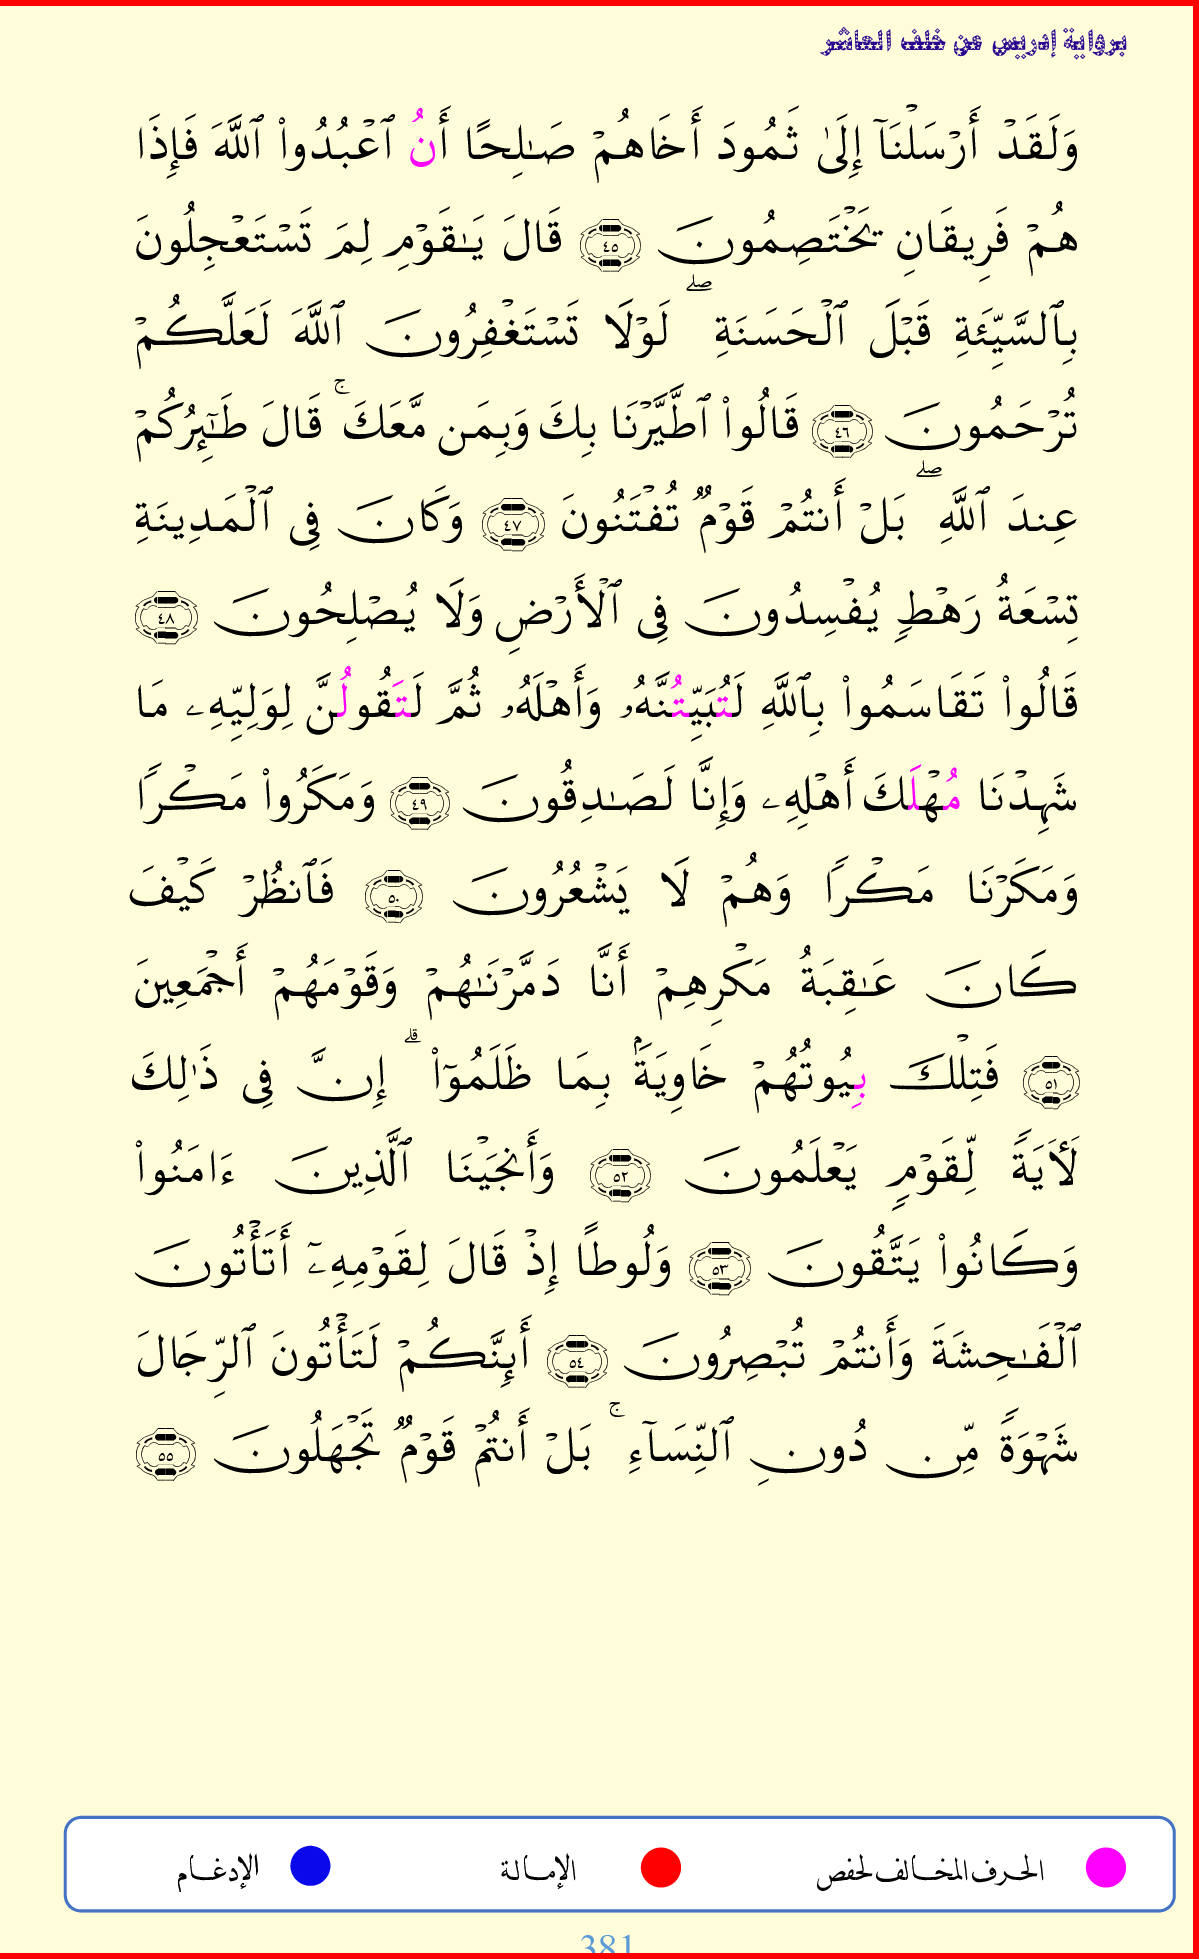 برواية إدريس عن خلف العاشر
وَلَقَدۡ أَرۡسَلۡنَآ إِلَىٰ ثَمُودَ أَخَاهُمۡ صَٰلِحًا أَنُ ٱعۡبُدُواْ ٱللَّهَ فَإِذَا
هُمۡ فَرِيقَانِ يَخۡتَصِمُونَ ٤٥ قَالَ يَٰقَوۡمِ لِمَ تَسۡتَعۡجِلُونَ
بِٱلسَّيِّئَةِ قَبۡلَ ٱلۡحَسَنَةِۖ لَوۡلَا تَسۡتَغۡفِرُونَ ٱللَّهَ لَعَلَّكُمۡ
تُرۡحَمُونَ ٤٦ قَالُواْ ٱطَّيَّرۡنَا بِكَ وَبِمَن مَّعَكَۚ قَالَ طَٰٓئِرُكُمۡ
عِندَ ٱللَّهِۖ بَلۡ أَنتُمۡ قَوۡمٞ تُفۡتَنُونَ ٤٧ وَكَانَ فِي ٱلۡمَدِينَةِ
تِسۡعَةُ رَهۡطٖ يُفۡسِدُونَ فِي ٱلۡأَرۡضِ وَلَا يُصۡلِحُونَ ٤٨
قَالُواْ تَقَاسَمُواْ بِٱللَّهِ لَتُبَيِّتُنَّهُۥ وَأَهۡلَهُۥ ثُمَّ لَتَقُولُنَّ لِوَلِيِّهِۦ مَا
شَهِدۡنَا مُهۡلَكَ أَهۡلِهِۦ وَإِنَّا لَصَٰدِقُونَ ٤٩ وَمَكَرُواْ مَكۡرٗا
وَمَكَرۡنَا مَكۡرٗا وَهُمۡ لَا يَشۡعُرُونَ ٥٠ فَٱنظُرۡ كَيۡفَ
كَانَ عَٰقِبَةُ مَكۡرِهِمۡ أَنَّا دَمَّرۡنَٰهُمۡ وَقَوۡمَهُمۡ أَجۡمَعِينَ
٥١ فَتِلۡكَ بِيُوتُهُمۡ خَاوِيَةَۢ بِمَا ظَلَمُوٓاْۗ إِنَّ فِي ذَٰلِكَ
لَأٓيَةٗ لِّقَوۡمٖ يَعۡلَمُونَ ٥٢ وَأَنجَيۡنَا ٱلَّذِينَ ءَامَنُواْ
وَكَانُواْ يَتَّقُونَ ٥٣ وَلُوطًا إِذۡ قَالَ لِقَوۡمِهِۦٓ أَتَأۡتُونَ
ٱلۡفَٰحِشَةَ وَأَنتُمۡ تُبۡصِرُونَ ٥٤ أَئِنَّكُمۡ لَتَأۡتُونَ ٱلرِّجَالَ
شَهۡوَةٗ مِّن دُونِ ٱلنِّسَآءِۚ بَلۡ أَنتُمۡ قَوۡمٞ تَجۡهَلُونَ ٥٥
الحرف المخالف لحفص الإمالة الإدغام
381